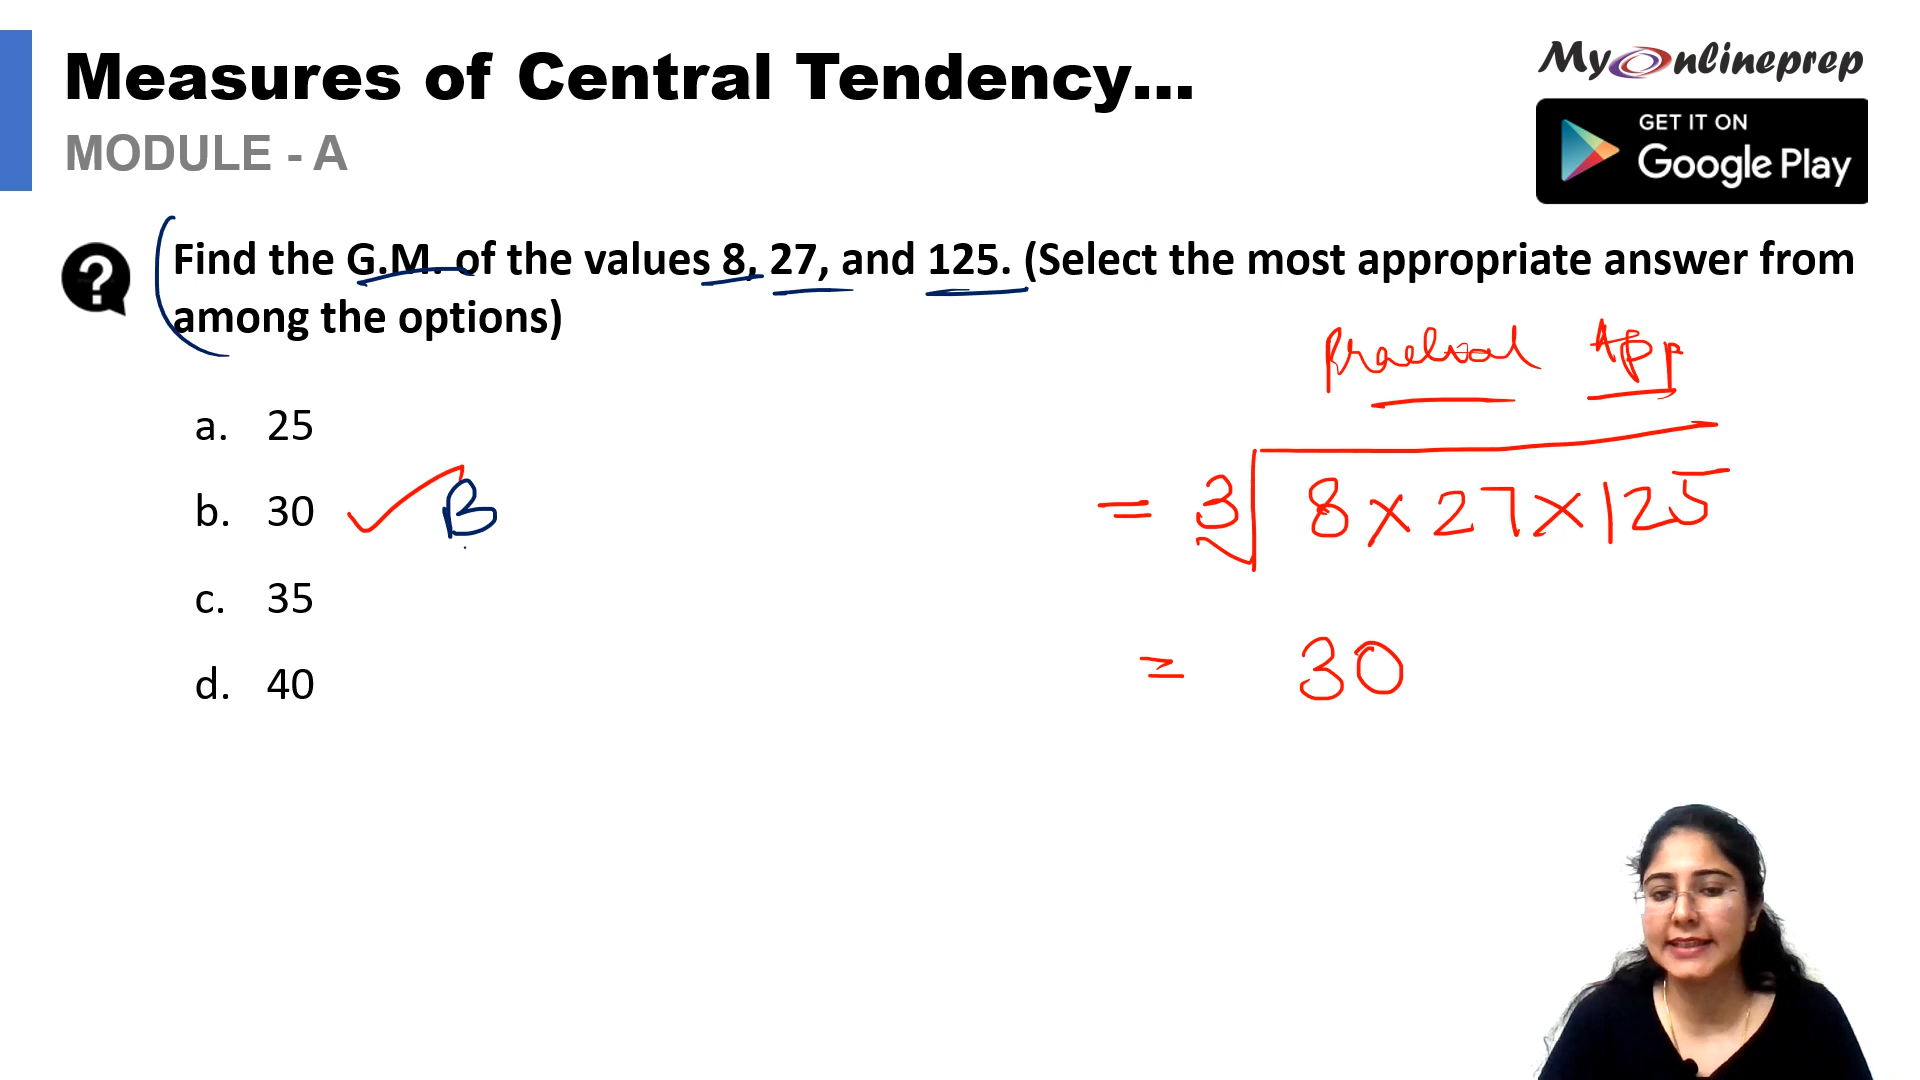 Measures of Central Tendency...
MODULE - A
MyOnlineprep
GET IT ON
Google Play
Find the G.M. of the values 8, 27, and 125. (Select the most appropriate answer from
among the options)
Practical App
a. 25
b. 30 B
c. 35
d. 40
= 3√8 × 27 × 125
= 30